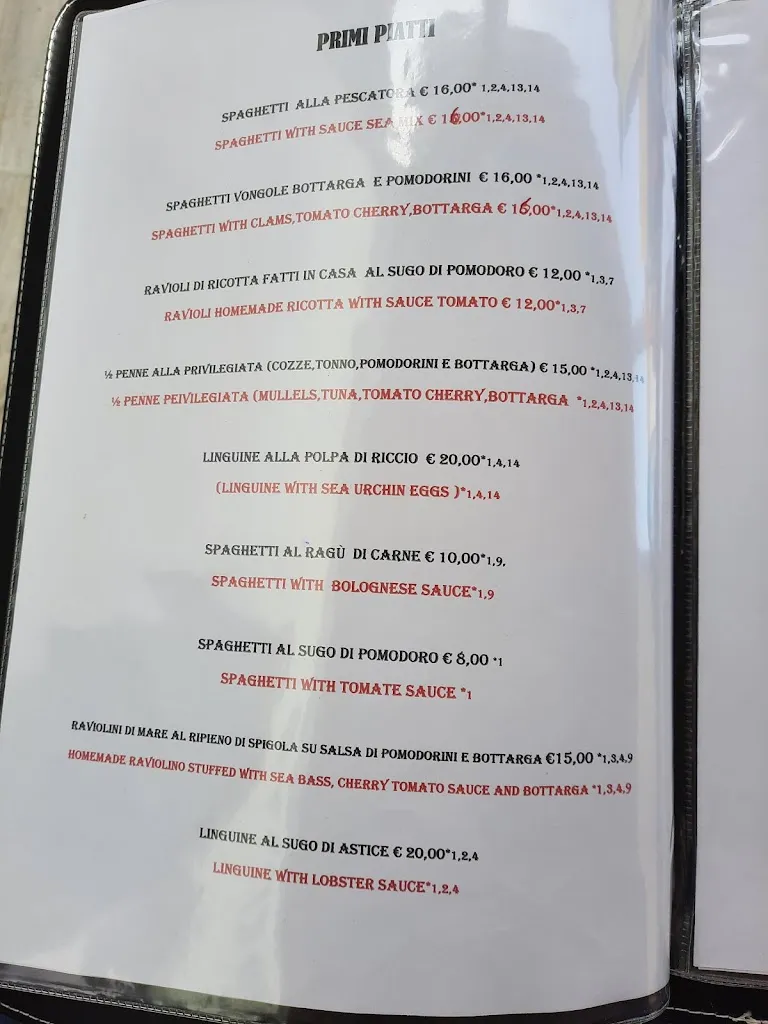 PRIMI PIATTI
SPAGHETTI ALLA PESCATORA € 16,00* 1,2,4,13,14
SPAGHETTI WITH SAUCE SEA MIX € 16,00*1,2,4,13,14
SPAGHETTI VONGOLE BOTTARGA E POMODORINI € 16,00 *1,2,4,13,14
SPAGHETTI WITH CLAMS,TOMATO CHERRY,BOTTARGA € 16,00*1,2,4,13,14
RAVIOLI DI RICOTTA FATTI IN CASA AL SUGO DI POMODORO € 12,00 *1,3,7
RAVIOLI HOMEMADE RICOTTA WITH SAUCE TOMATO € 12,00*1,3,7
½ PENNE ALLA PRIVILEGIATA (COZZE,TONNO,POMODORINI E BOTTARGA) € 15,00 *1,2,4,13,14
½ PENNE PEIVILEGIATA (MULLELS,TUNA,TOMATO CHERRY,BOTTARGA *1,2,4,13,14
LINGUINE ALLA POLPA DI RICCIO € 20,00*1,4,14
(LINGUINE WITH SEA URCHIN EGGS )*1,4,14
SPAGHETTI AL RAGÙ DI CARNE € 10,00*1,9,
SPAGHETTI WITH BOLOGNESE SAUCE*1,9
SPAGHETTI AL SUGO DI POMODORO € 8,00 *1
SPAGHETTI WITH TOMATE SAUCE *1
RAVIOLINI DI MARE AL RIPIENO DI SPIGOLA SU SALSA DI POMODORINI E BOTTARGA €15,00 *1,3,4,9
HOMEMADE RAVIOLINO STUFFED WITH SEA BASS, CHERRY TOMATO SAUCE AND BOTTARGA *1,3,4,9
LINGUINE AL SUGO DI ASTICE € 20,00*1,2,4
LINGUINE WITH LOBSTER SAUCE*1,2,4